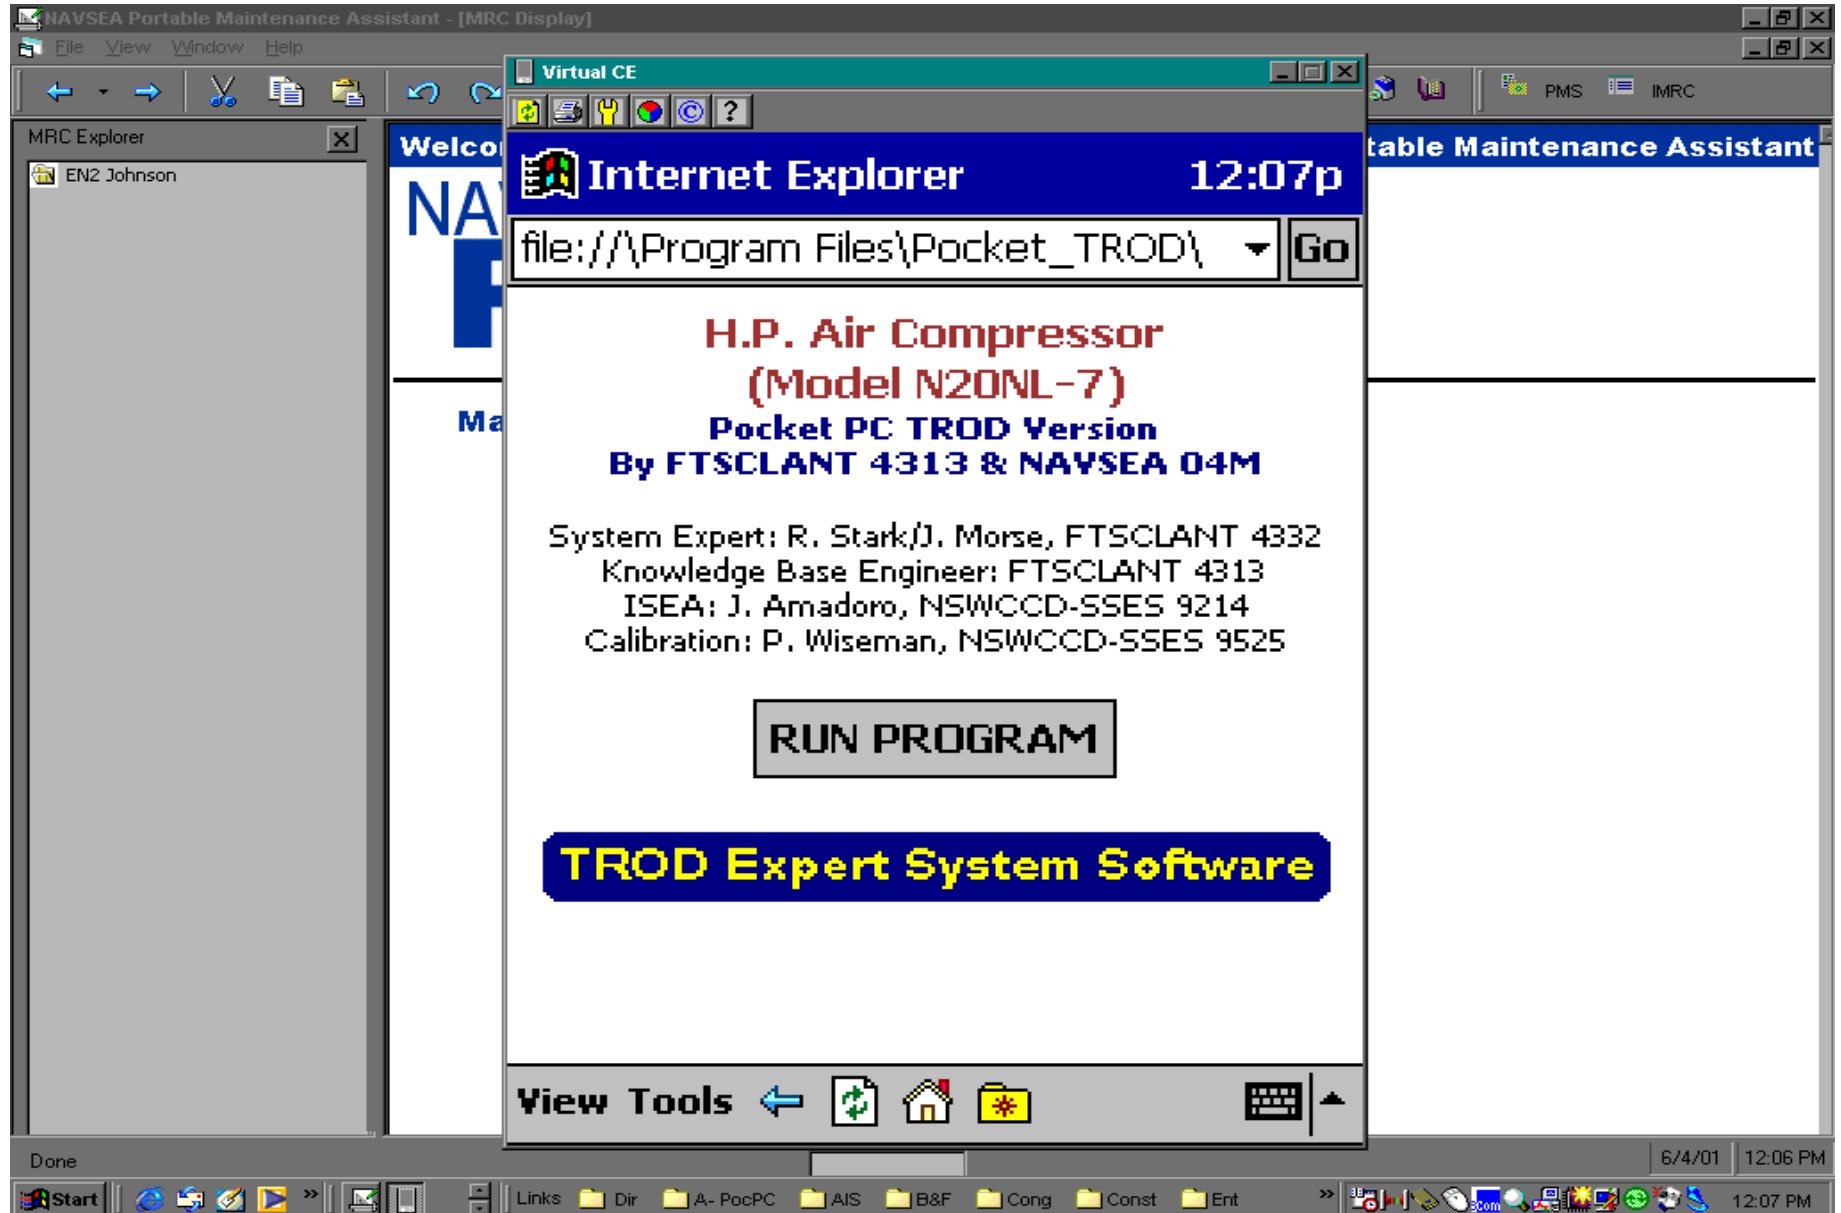 NAVSEA Portable Maintenance Assistant - [MRC Display]
File View Window Help
PMS IMRC
MRC Explorer
EN2 Johnson
Welco
table Maintenance Assistant
NA
Ma
Virtual CE
Internet Explorer 12:07p
file://\Program Files\Pocket_TROD\ Go
H.P. Air Compressor
(Model N20NL-7)
Pocket PC TROD Version
By FTSCLANT 4313 & NAVSEA 04M
System Expert: R. Stark/J. Morse, FTSCLANT 4332
Knowledge Base Engineer: FTSCLANT 4313
ISEA: J. Amadoro, NSWCCD-SSES 9214
Calibration: P. Wiseman, NSWCCD-SSES 9525
RUN PROGRAM
TROD Expert System Software
View Tools
Done 6/4/01 12:06 PM
Start » Links Dir A- PocPC AIS B&F Cong Const Ent » 12:07 PM